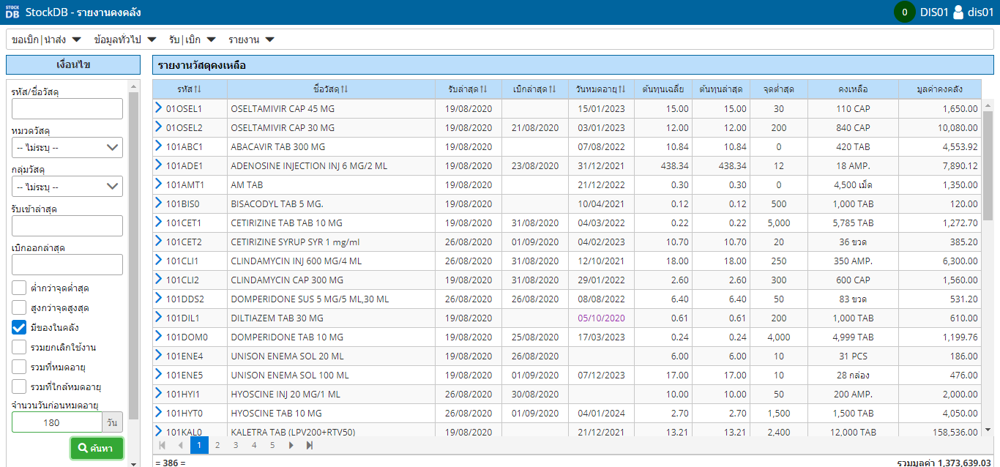 STOCK DB StockDB - รายงานคงคลัง 0 DIS01 dis01
ขอเบิก|นำส่ง ข้อมูลทั่วไป รับ|เบิก รายงาน
เงื่อนไข
รหัส/ชื่อวัสดุ
หมวดวัสดุ
-- ไม่ระบุ --
กลุ่มวัสดุ
-- ไม่ระบุ --
รับเข้าล่าสุด
เบิกออกล่าสุด
ต่ำกว่าจุดต่ำสุด
สูงกว่าจุดสูงสุด
มีของในคลัง
รวมยกเลิกใช้งาน
รวมที่หมดอายุ
รวมที่ใกล้หมดอายุ
จำนวนวันก่อนหมดอายุ
180 วัน
ค้นหา
รายงานวัสดุคงเหลือ
รหัส ชื่อวัสดุ รับล่าสุด เบิกล่าสุด วันหมดอายุ ต้นทุนเฉลี่ย ต้นทุนล่าสุด จุดต่ำสุด คงเหลือ มูลค่าคงคลัง
01OSEL1 OSELTAMIVIR CAP 45 MG 19/08/2020 15/01/2023 15.00 15.00 30 110 CAP 1,650.00
01OSEL2 OSELTAMIVIR CAP 30 MG 19/08/2020 21/08/2020 03/01/2023 12.00 12.00 200 840 CAP 10,080.00
101ABC1 ABACAVIR TAB 300 MG 19/08/2020 07/08/2022 10.84 10.84 0 420 TAB 4,553.92
101ADE1 ADENOSINE INJECTION INJ 6 MG/2 ML 19/08/2020 23/08/2020 31/12/2021 438.34 438.34 12 18 AMP. 7,890.12
101AMT1 AM TAB 19/08/2020 21/12/2022 0.30 0.30 0 4,500 เม็ด 1,350.00
101BIS0 BISACODYL TAB 5 MG. 19/08/2020 10/04/2021 0.12 0.12 500 1,000 TAB 120.00
101CET1 CETIRIZINE TAB TAB 10 MG 19/08/2020 31/08/2020 04/03/2022 0.22 0.22 5,000 5,785 TAB 1,272.70
101CET2 CETIRIZINE SYRUP SYR 1 mg/ml 26/08/2020 01/09/2020 04/02/2023 10.70 10.70 20 36 ขวด 385.20
101CLI1 CLINDAMYCIN INJ 600 MG/4 ML 26/08/2020 31/08/2020 12/10/2021 18.00 18.00 250 350 AMP. 6,300.00
101CLI2 CLINDAMYCIN CAP 300 MG 19/08/2020 31/08/2020 29/01/2022 2.60 2.60 300 600 CAP 1,560.00
101DDS2 DOMPERIDONE SUS 5 MG/5 ML,30 ML 26/08/2020 26/08/2020 08/08/2022 6.40 6.40 50 83 ขวด 531.20
101DIL1 DILTIAZEM TAB 30 MG 19/08/2020 05/10/2020 0.61 0.61 200 1,000 TAB 610.00
101DOM0 DOMPERIDONE TAB 10 MG 19/08/2020 25/08/2020 17/03/2023 0.24 0.24 4,000 4,999 TAB 1,199.76
101ENE4 UNISON ENEMA SOL 20 ML 19/08/2020 26/08/2020 6.00 6.00 10 31 PCS 186.00
101ENE5 UNISON ENEMA SOL 100 ML 19/08/2020 01/09/2020 07/12/2023 17.00 17.00 10 28 กล่อง 476.00
101HYI1 HYOSCINE INJ 20 MG/1 ML 26/08/2020 30/08/2020 10.00 10.00 50 200 AMP. 2,000.00
101HYT0 HYOSCINE TAB 10 MG 26/08/2020 01/09/2020 04/01/2024 2.70 2.70 1,500 1,500 TAB 4,050.00
101KAL0 KALETRA TAB (LPV200+RTV50) 19/08/2020 21/12/2021 13.21 13.21 2,400 12,000 TAB 158,536.00
1 2 3 4 5
= 386 = รวมมูลค่า 1,373,639.03